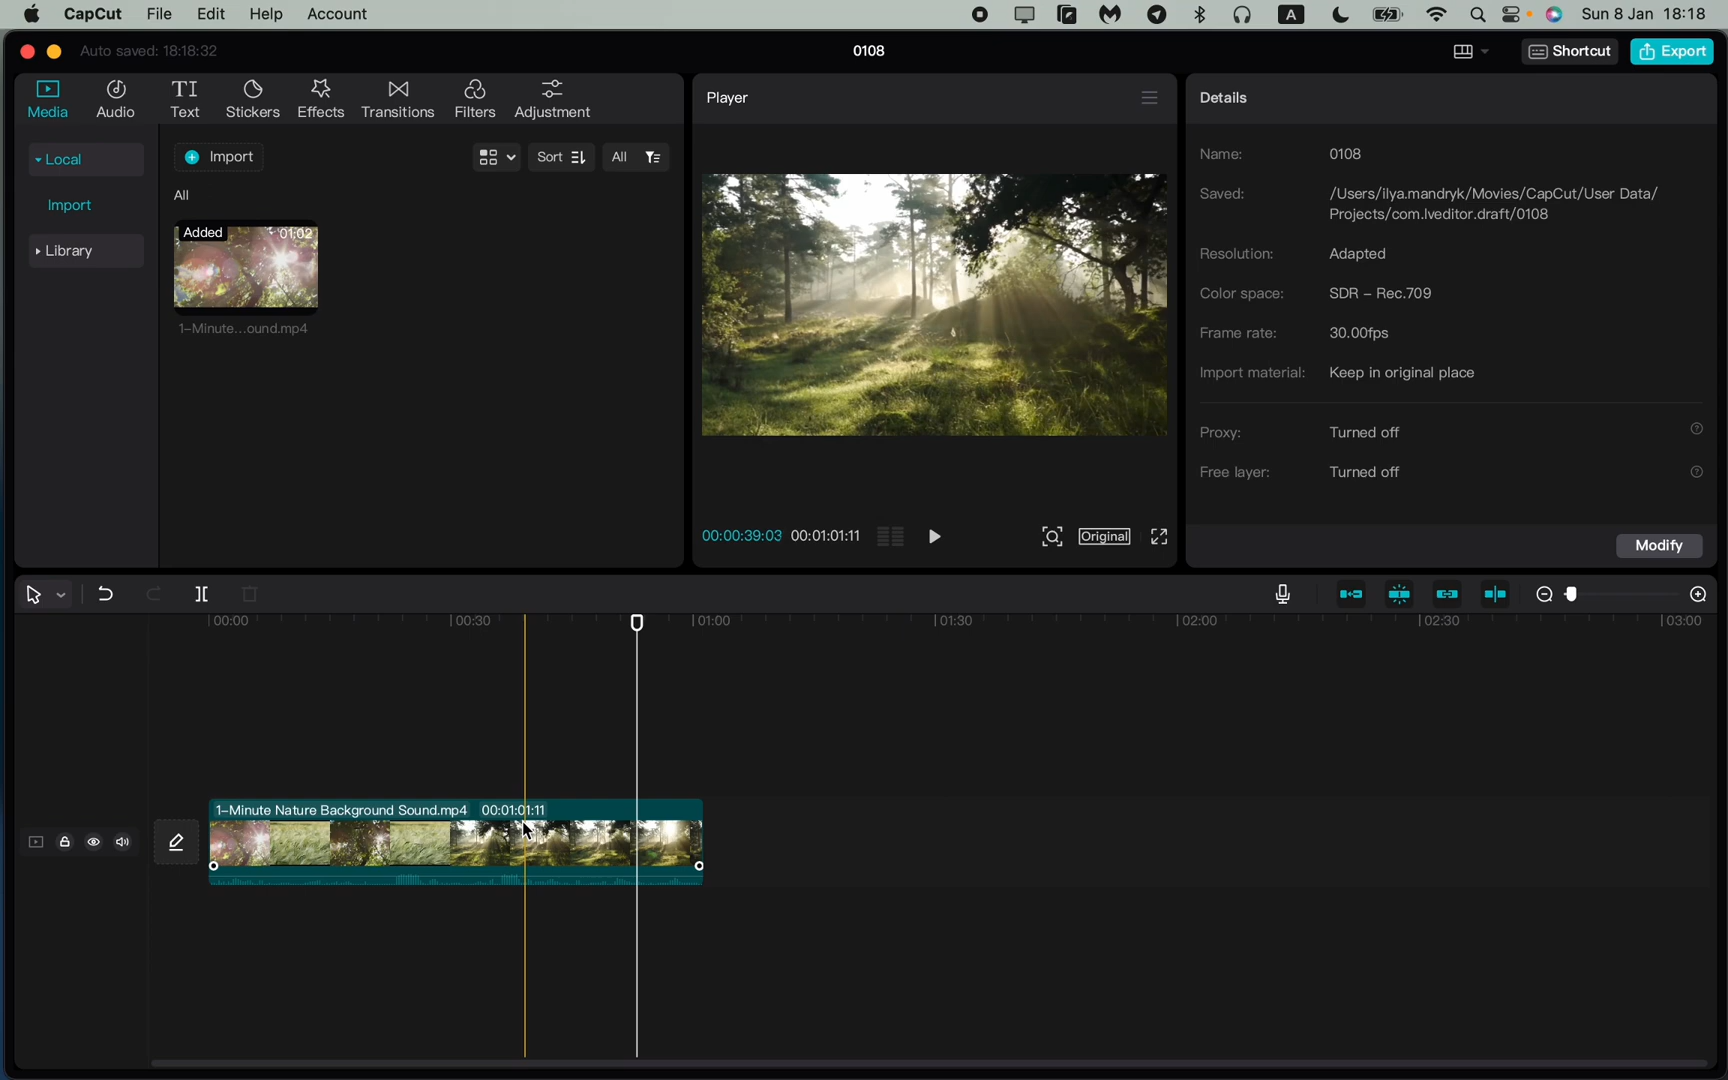 CapCut File Edit Help Account A Sun 8 Jan 18:18
Auto saved: 18:18:32 0108 Shortcut Export
Media Audio Text Stickers Effects Transitions Filters Adjustment
TI
Player
Details
Local
Import
Library
Import Sort All
All
Added 01:02
1-Minute...ound.mp4
00:00:39:03 00:01:01:11 Original
Name: 0108
Saved: /Users/ilya.mandryk/Movies/CapCut/User Data/
Projects/com.lveditor.draft/0108
Resolution: Adapted
Color space: SDR – Rec.709
Frame rate: 30.00fps
Import material: Keep in original place
Proxy: Turned off
Free layer: Turned off
Modify
00:00 00:30 01:00 01:30 02:00 02:30 03:00
1-Minute Nature Background Sound.mp4 00:01:01:11